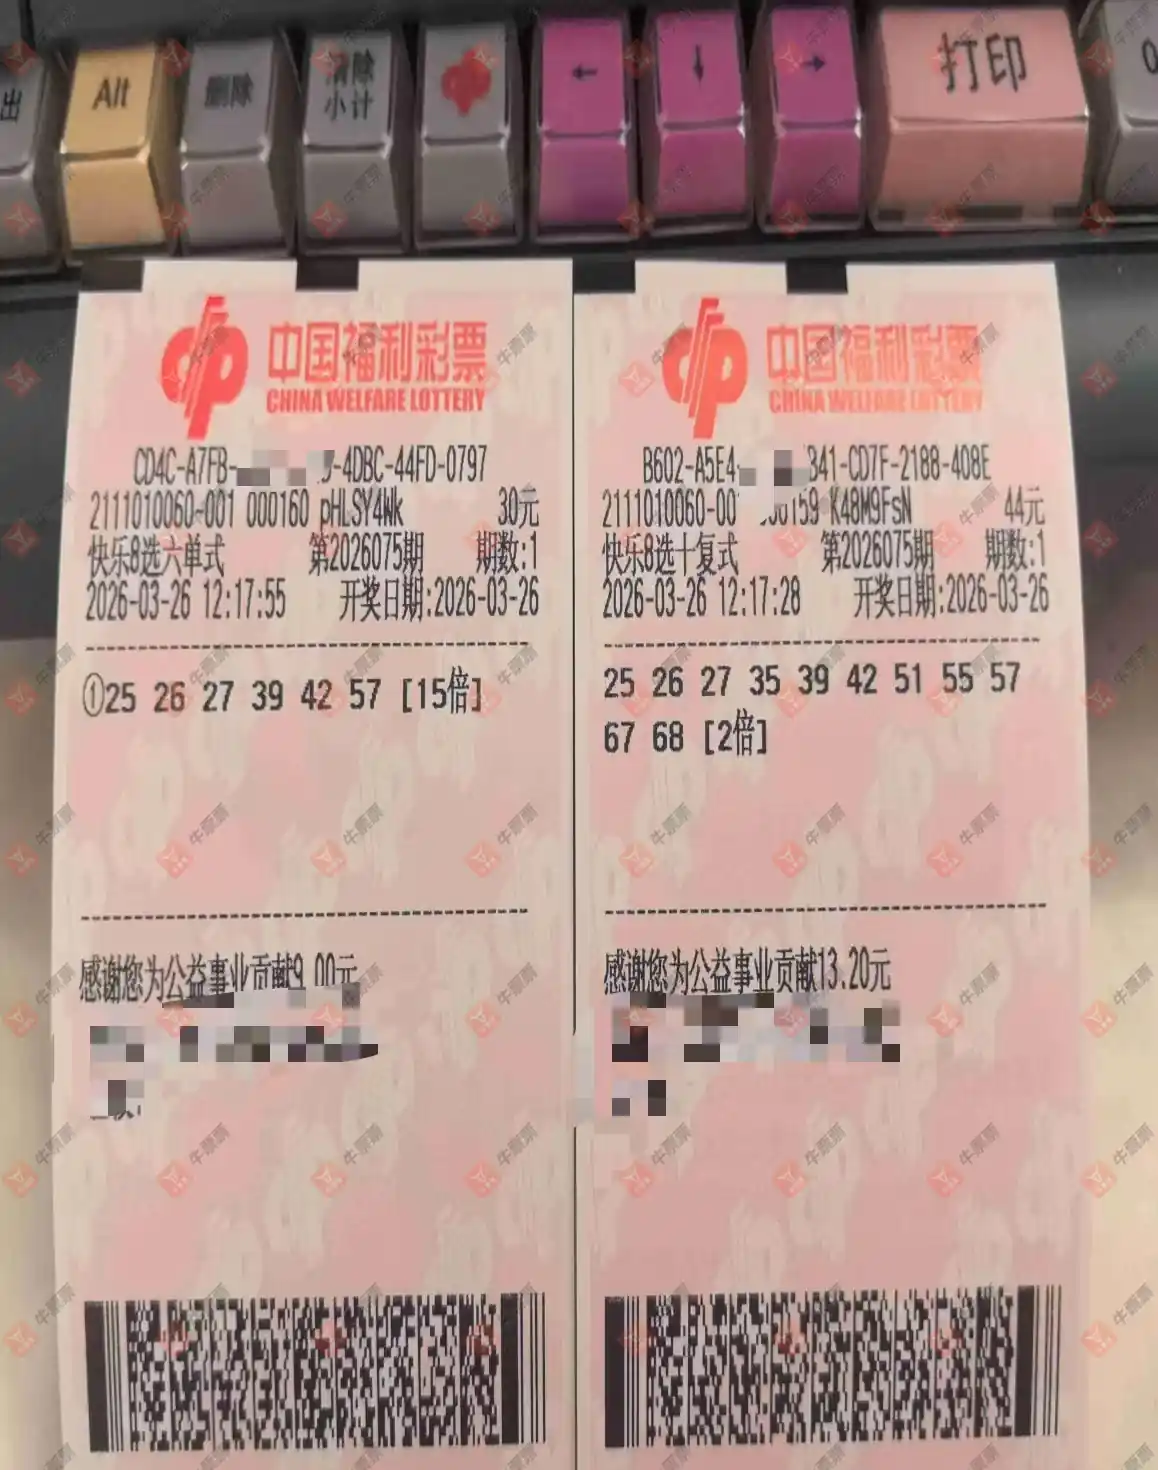 出
Alt
删除
清除
小计
←
↓
→
打印
0
中国福利彩票
CHINA WELFARE LOTTERY
CD4C-A7FB- -4DBC-44FD-0797
2111010060-001 000160 pHLSY4Wk 30元
快乐8选六单式 第2026075期 期数:1
2026-03-26 12:17:55 开奖日期:2026-03-26
①25 26 27 39 42 57 [15倍]
感谢您为公益事业贡献9.00元
中国福利彩票
CHINA WELFARE LOTTERY
B602-A5E4- 341-CD7F-2188-408E
2111010060-00 159 K48M9FsN 44元
快乐8选十复式 第2026075期 期数:1
2026-03-26 12:17:28 开奖日期:2026-03-26
25 26 27 35 39 42 51 55 57
67 68 [2倍]
感谢您为公益事业贡献13.20元
牛票票